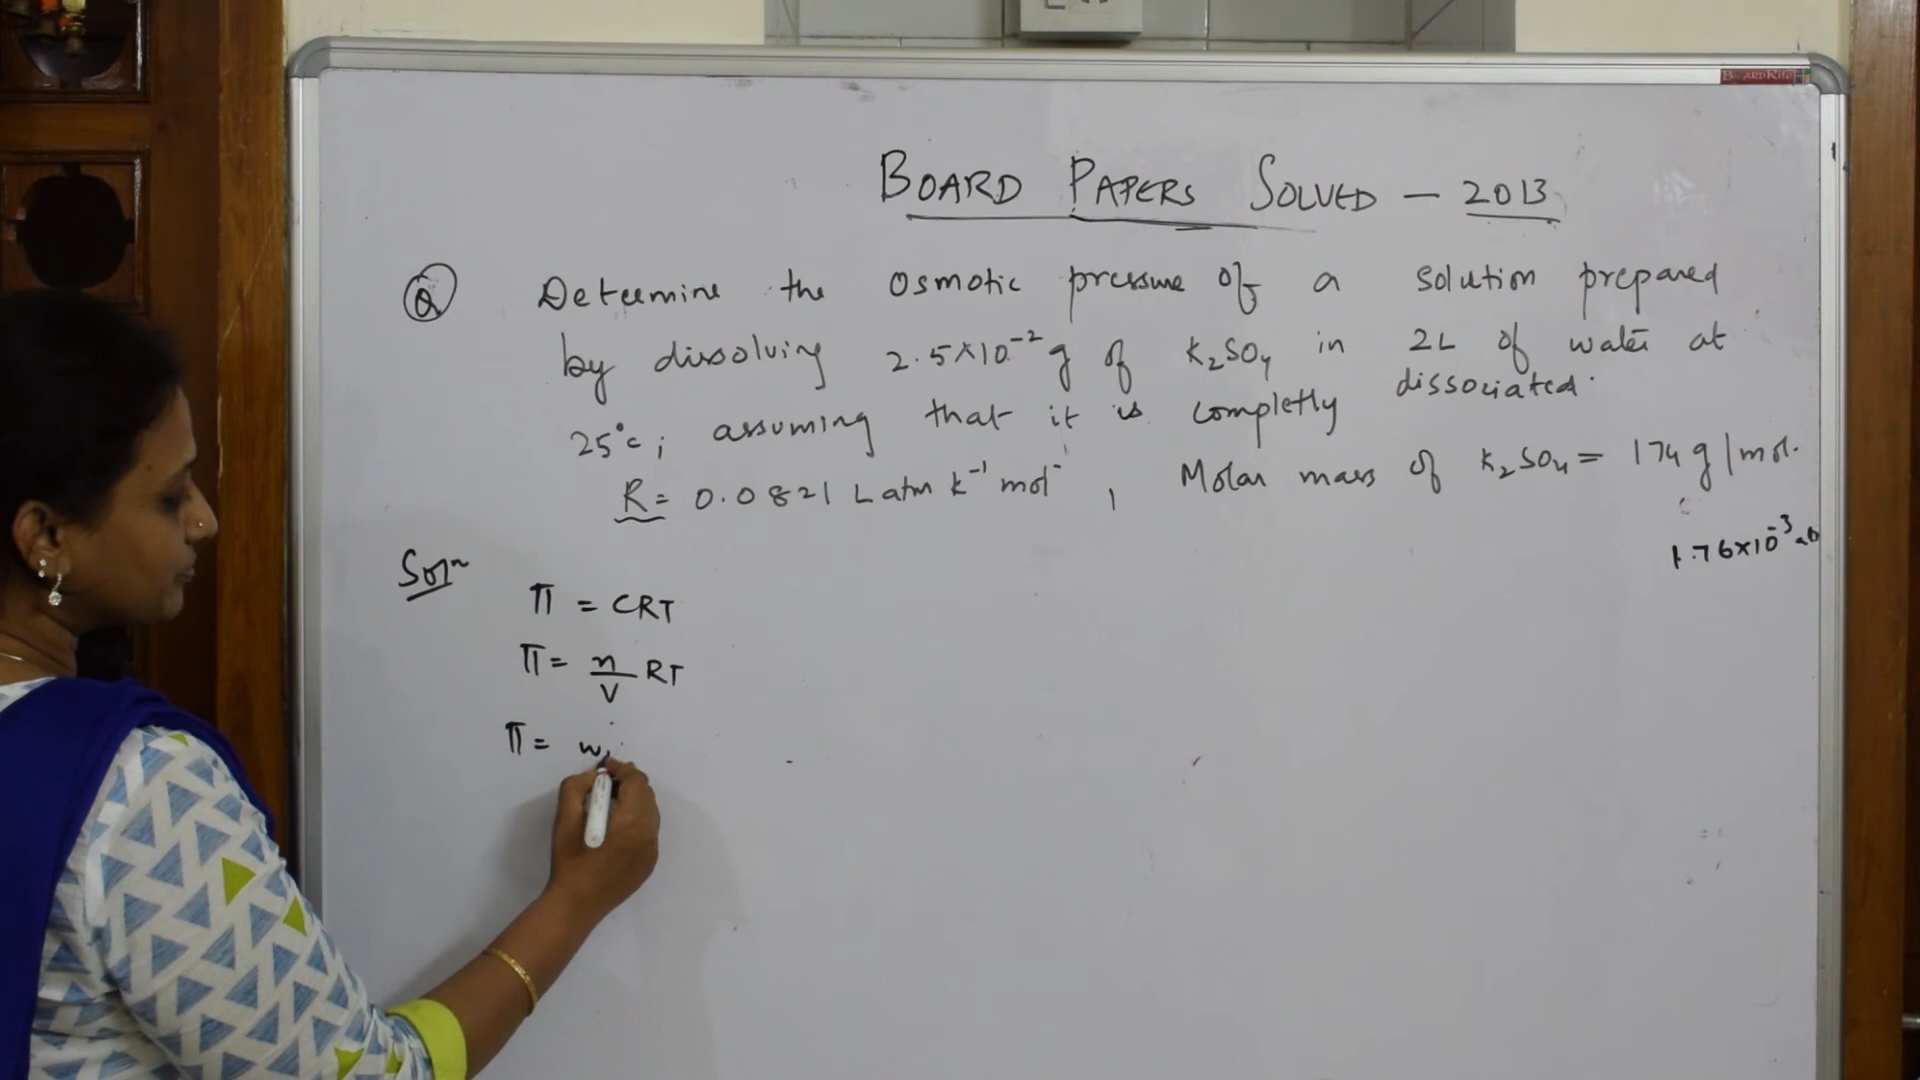 BOARDRITE
BOARD PAPERS SOLVED – 2013
Q Determine the Osmotic pressure of a solution prepared
by dissolving 2.5×10⁻² g of K₂SO₄ in 2L of water at
25°C; assuming that it is completly dissociated.
R = 0.0821 L atm K⁻¹ mol⁻ , Molar mass of K₂SO₄ = 174 g/mol.
1.76×10⁻³
Solⁿ
π = CRT
π = n/V RT
π = w